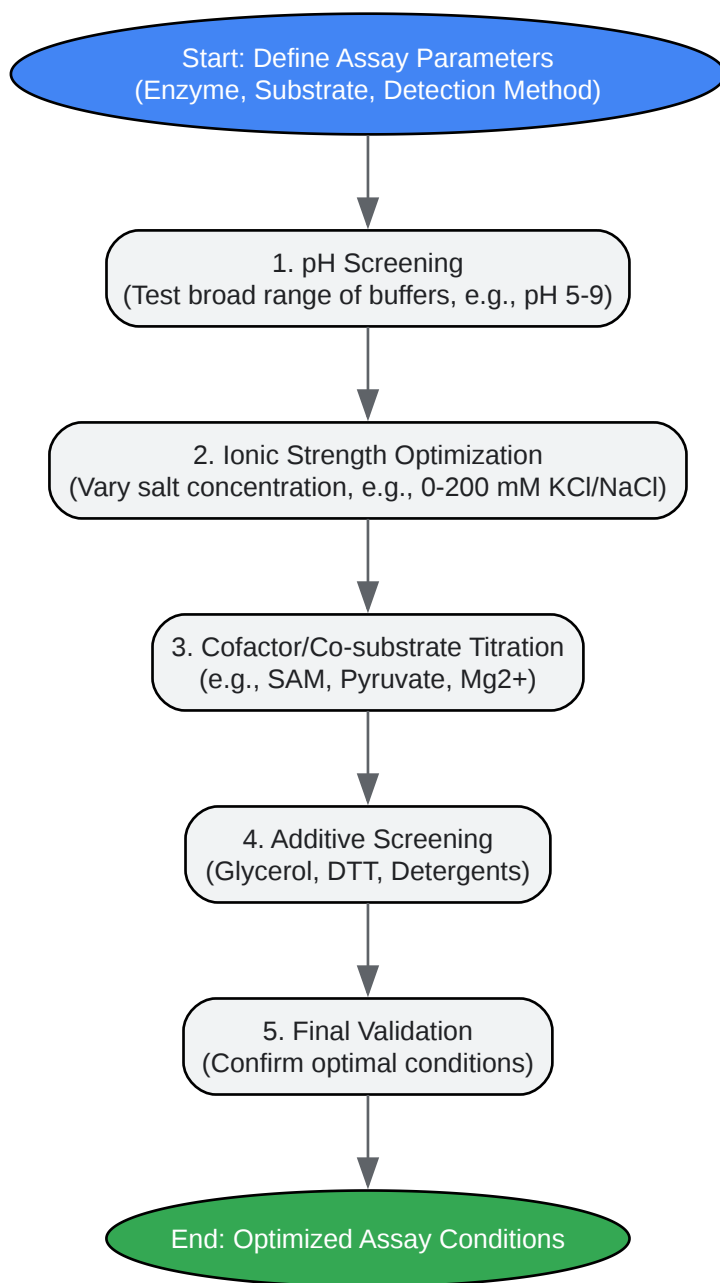 Start: Define Assay Parameters
(Enzyme, Substrate, Detection Method)
1. pH Screening
(Test broad range of buffers, e.g., pH 5-9)
2. Ionic Strength Optimization
(Vary salt concentration, e.g., 0-200 mM KCl/NaCl)
3. Cofactor/Co-substrate Titration
(e.g., SAM, Pyruvate, Mg2+)
4. Additive Screening
(Glycerol, DTT, Detergents)
5. Final Validation
(Confirm optimal conditions)
End: Optimized Assay Conditions